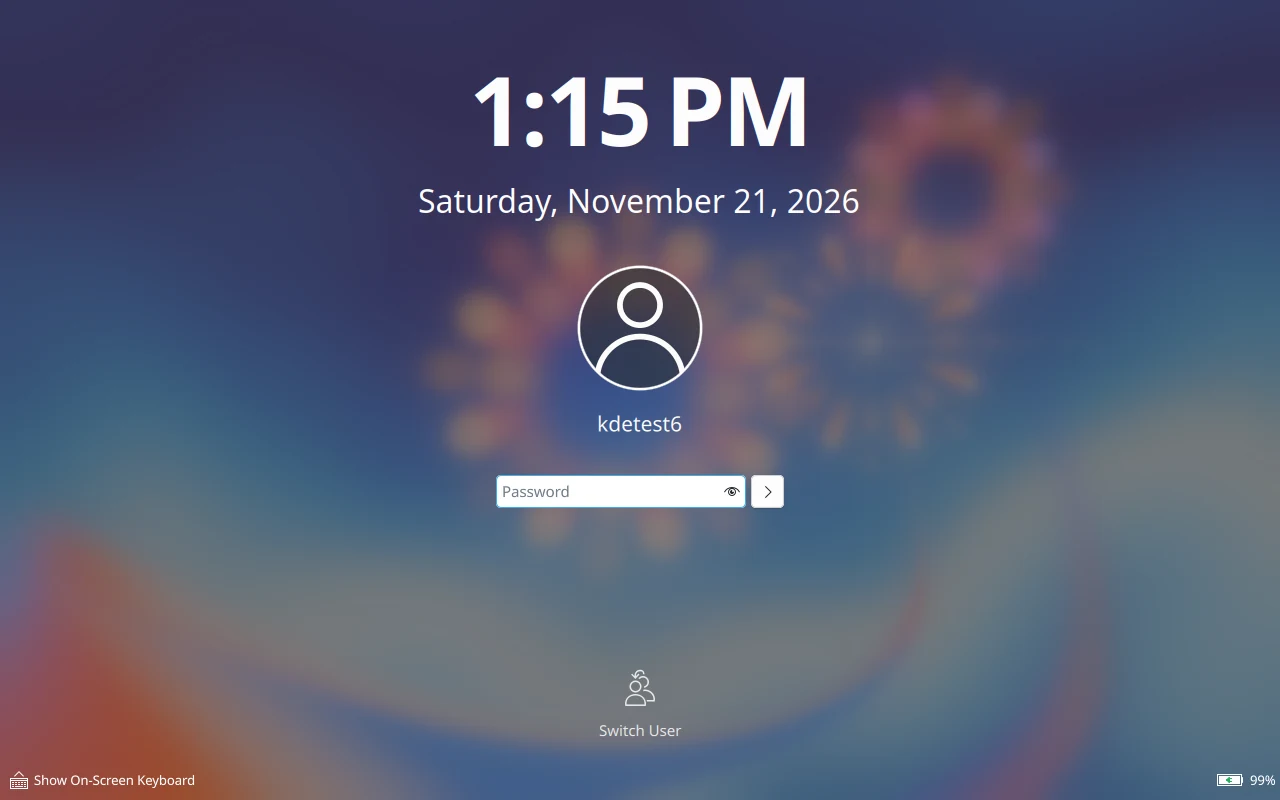 1:15 PM
Saturday, November 21, 2026
kdetest6
Password
Switch User
Show On-Screen Keyboard
99%